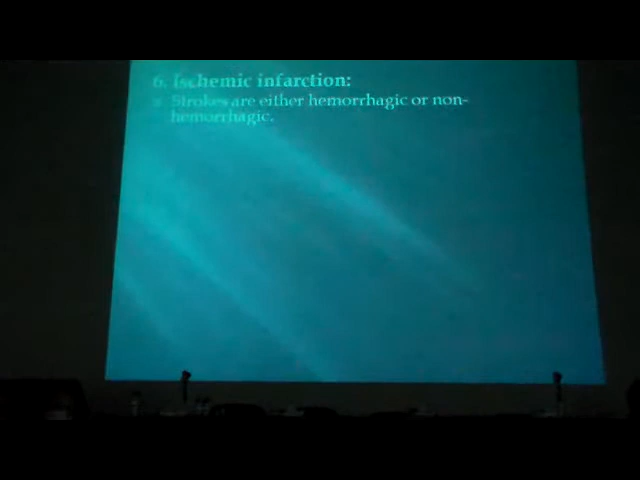 6. Ischemic infarction:
Strokes are either hemorrhagic or non-
hemorrhagic.